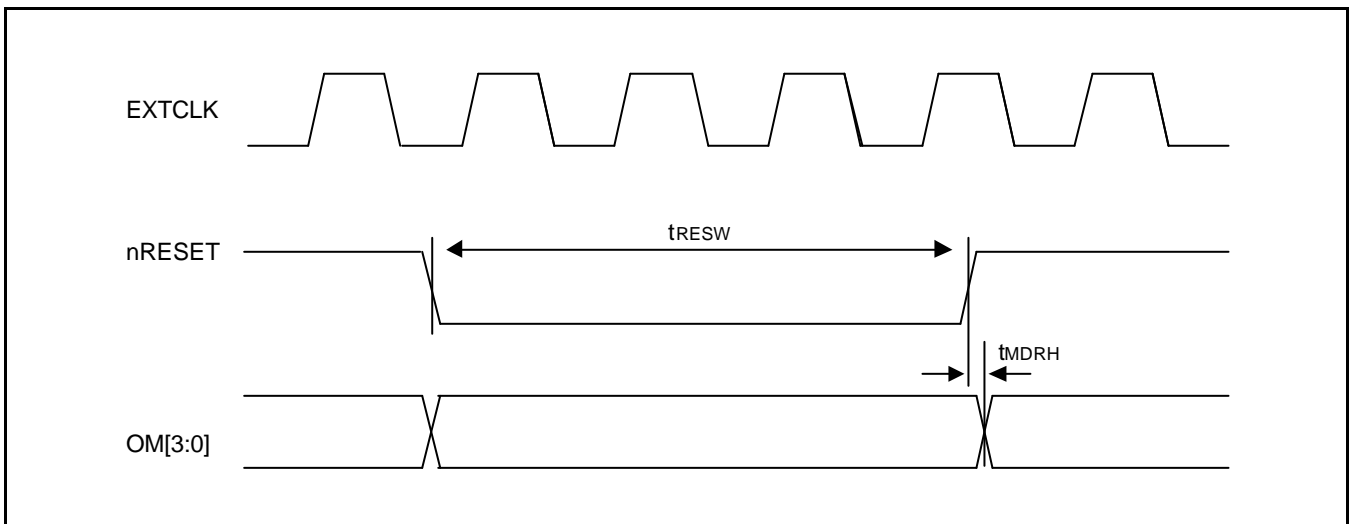 EXTCLK
nRESET
tRESW
tMDRH
OM[3:0]